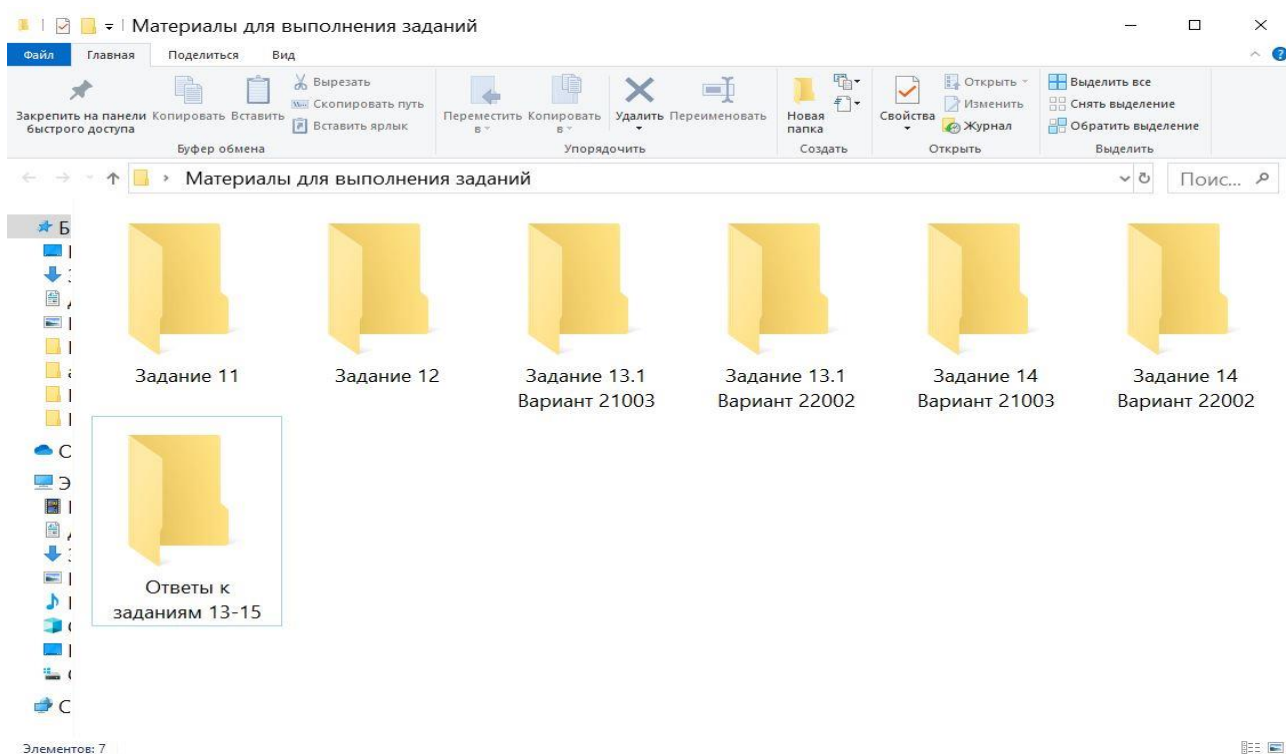 Материалы для выполнения заданий
Файл Главная Поделиться Вид
Закрепить на панели быстрого доступа
Копировать
Вставить
Вырезать
Скопировать путь
Вставить ярлык
Буфер обмена
Переместить в
Копировать в
Удалить
Переименовать
Упорядочить
Новая папка
Создать
Свойства
Открыть
Изменить
Журнал
Открыть
Выделить все
Снять выделение
Обратить выделение
Выделить
Материалы для выполнения заданий
Поис...
Б
С
Э
С
Задание 11
Задание 12
Задание 13.1
Вариант 21003
Задание 13.1
Вариант 22002
Задание 14
Вариант 21003
Задание 14
Вариант 22002
Ответы к
заданиям 13-15
Элементов: 7